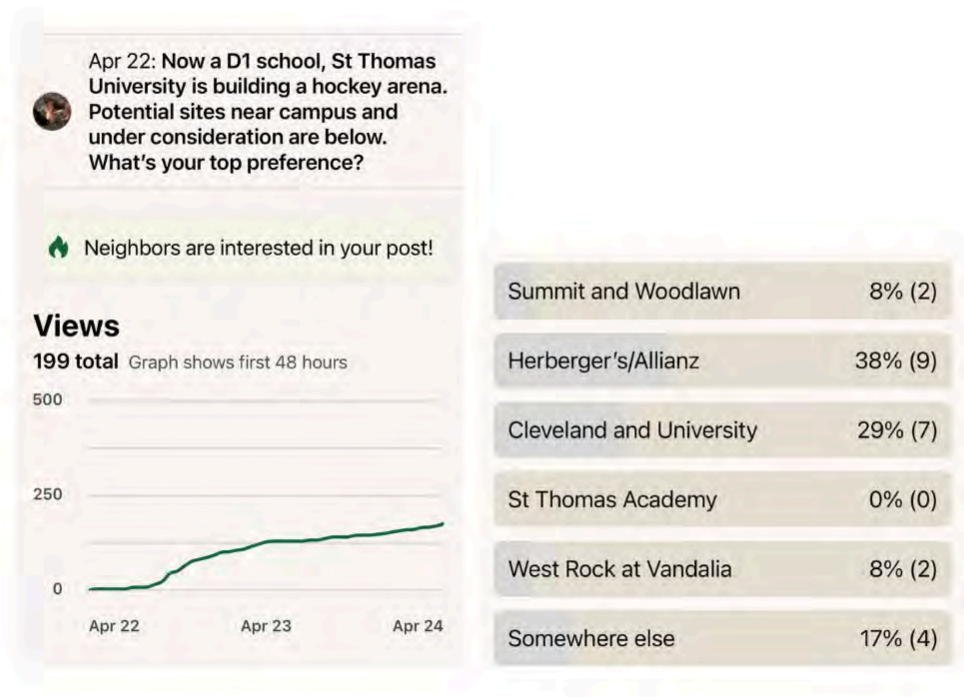 Apr 22: Now a D1 school, St Thomas
University is building a hockey arena.
Potential sites near campus and
under consideration are below.
What's your top preference?
Neighbors are interested in your post!
Views
199 total Graph shows first 48 hours
500
250
0
Apr 22 Apr 23 Apr 24
Summit and Woodlawn 8% (2)
Herberger's/Allianz 38% (9)
Cleveland and University 29% (7)
St Thomas Academy 0% (0)
West Rock at Vandalia 8% (2)
Somewhere else 17% (4)